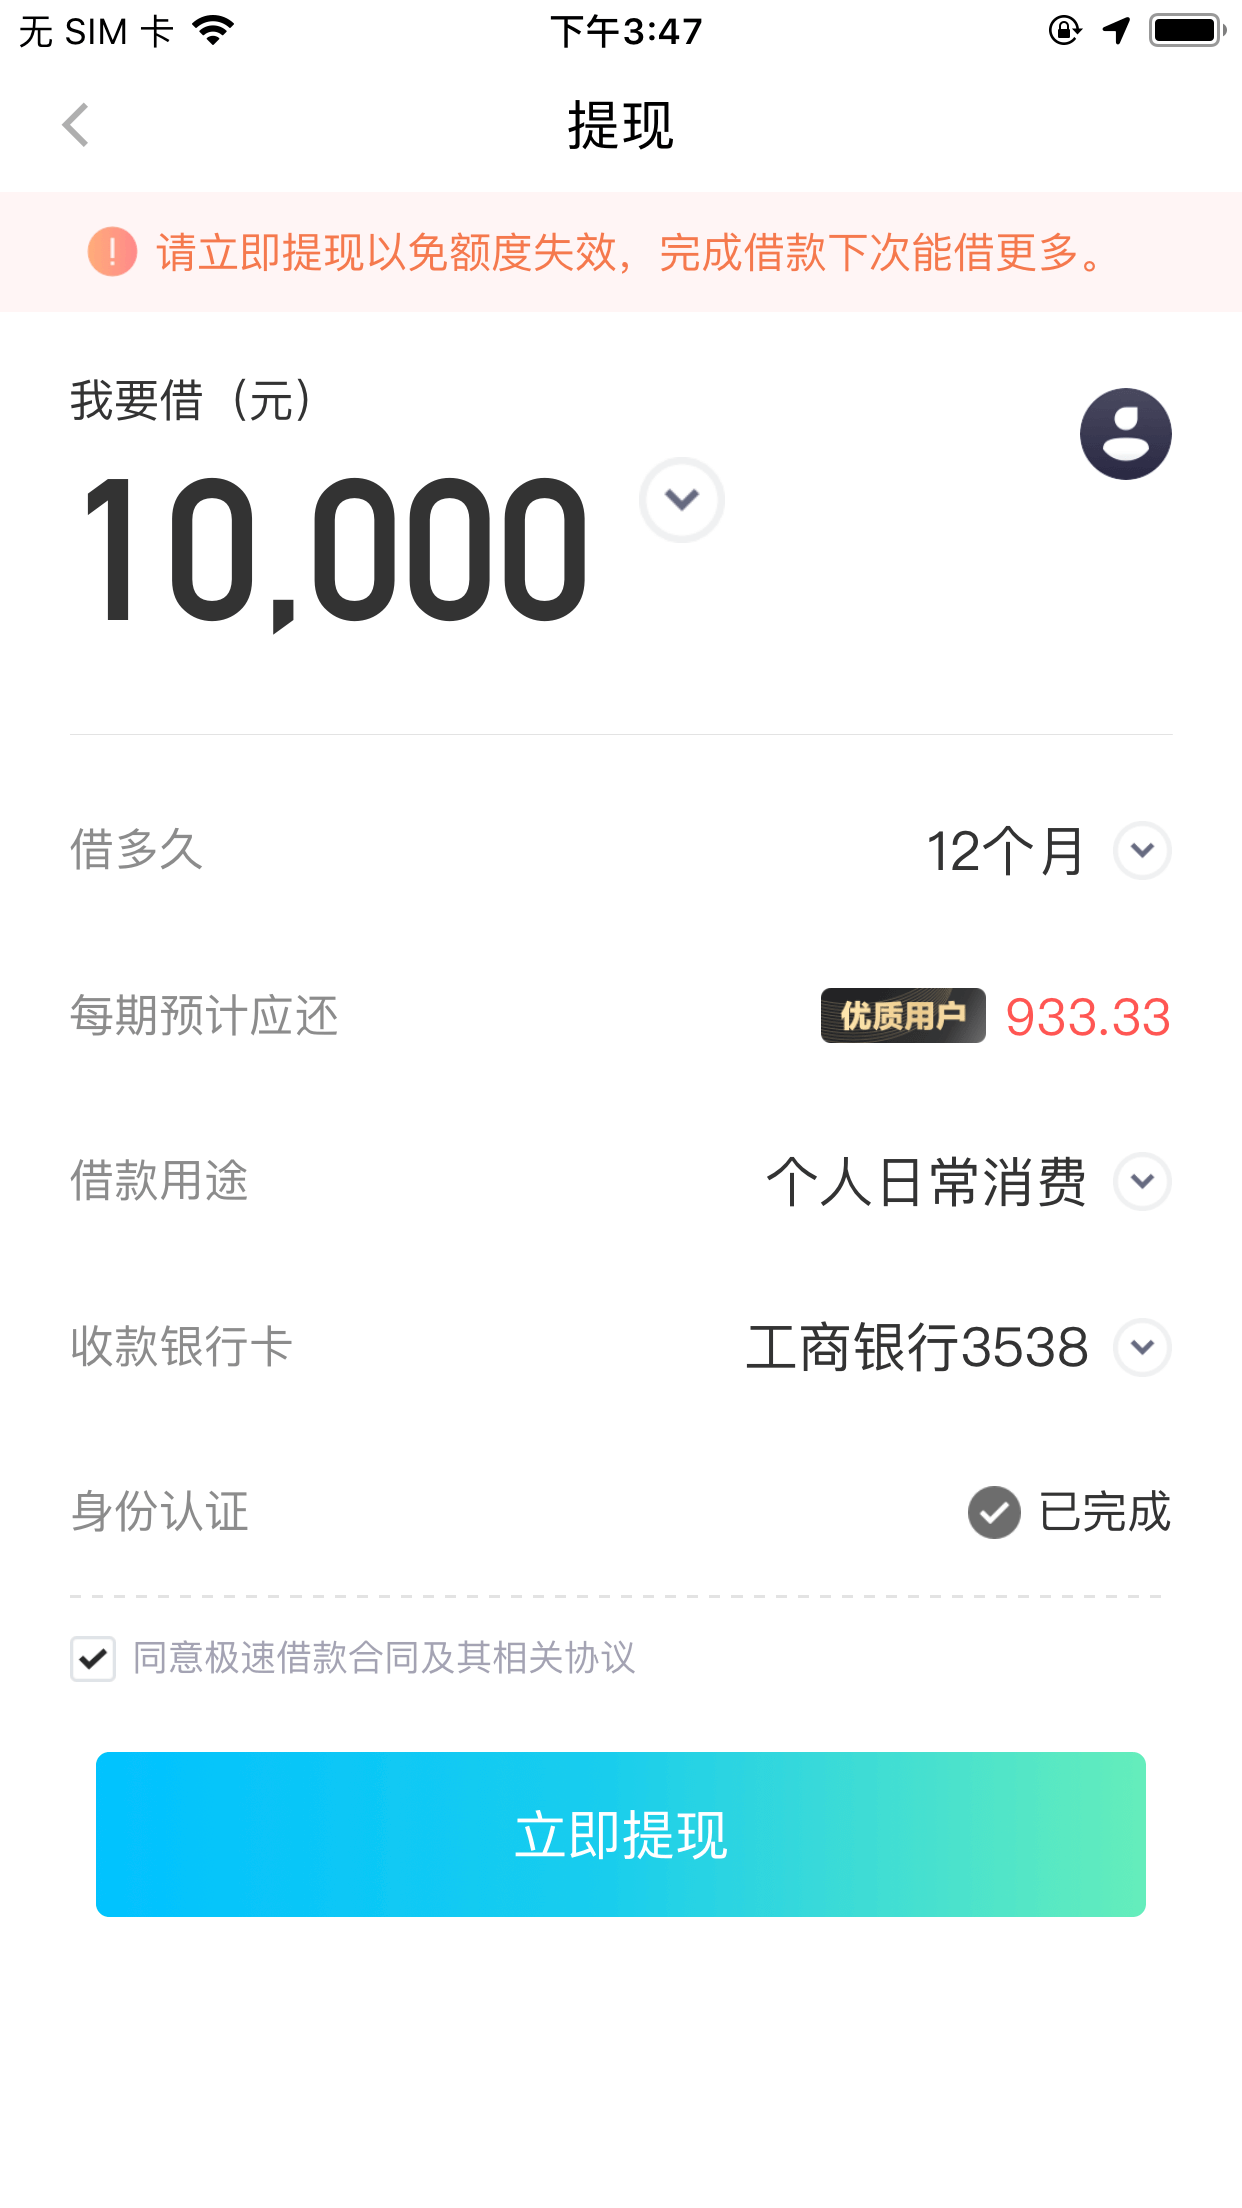 无 SIM 卡
下午3:47
提现
请立即提现以免额度失效，完成借款下次能借更多。
我要借（元）
10,000
借多久
12个月
每期预计应还
优质用户 933.33
借款用途
个人日常消费
收款银行卡
工商银行3538
身份认证
已完成
同意极速借款合同及其相关协议
立即提现